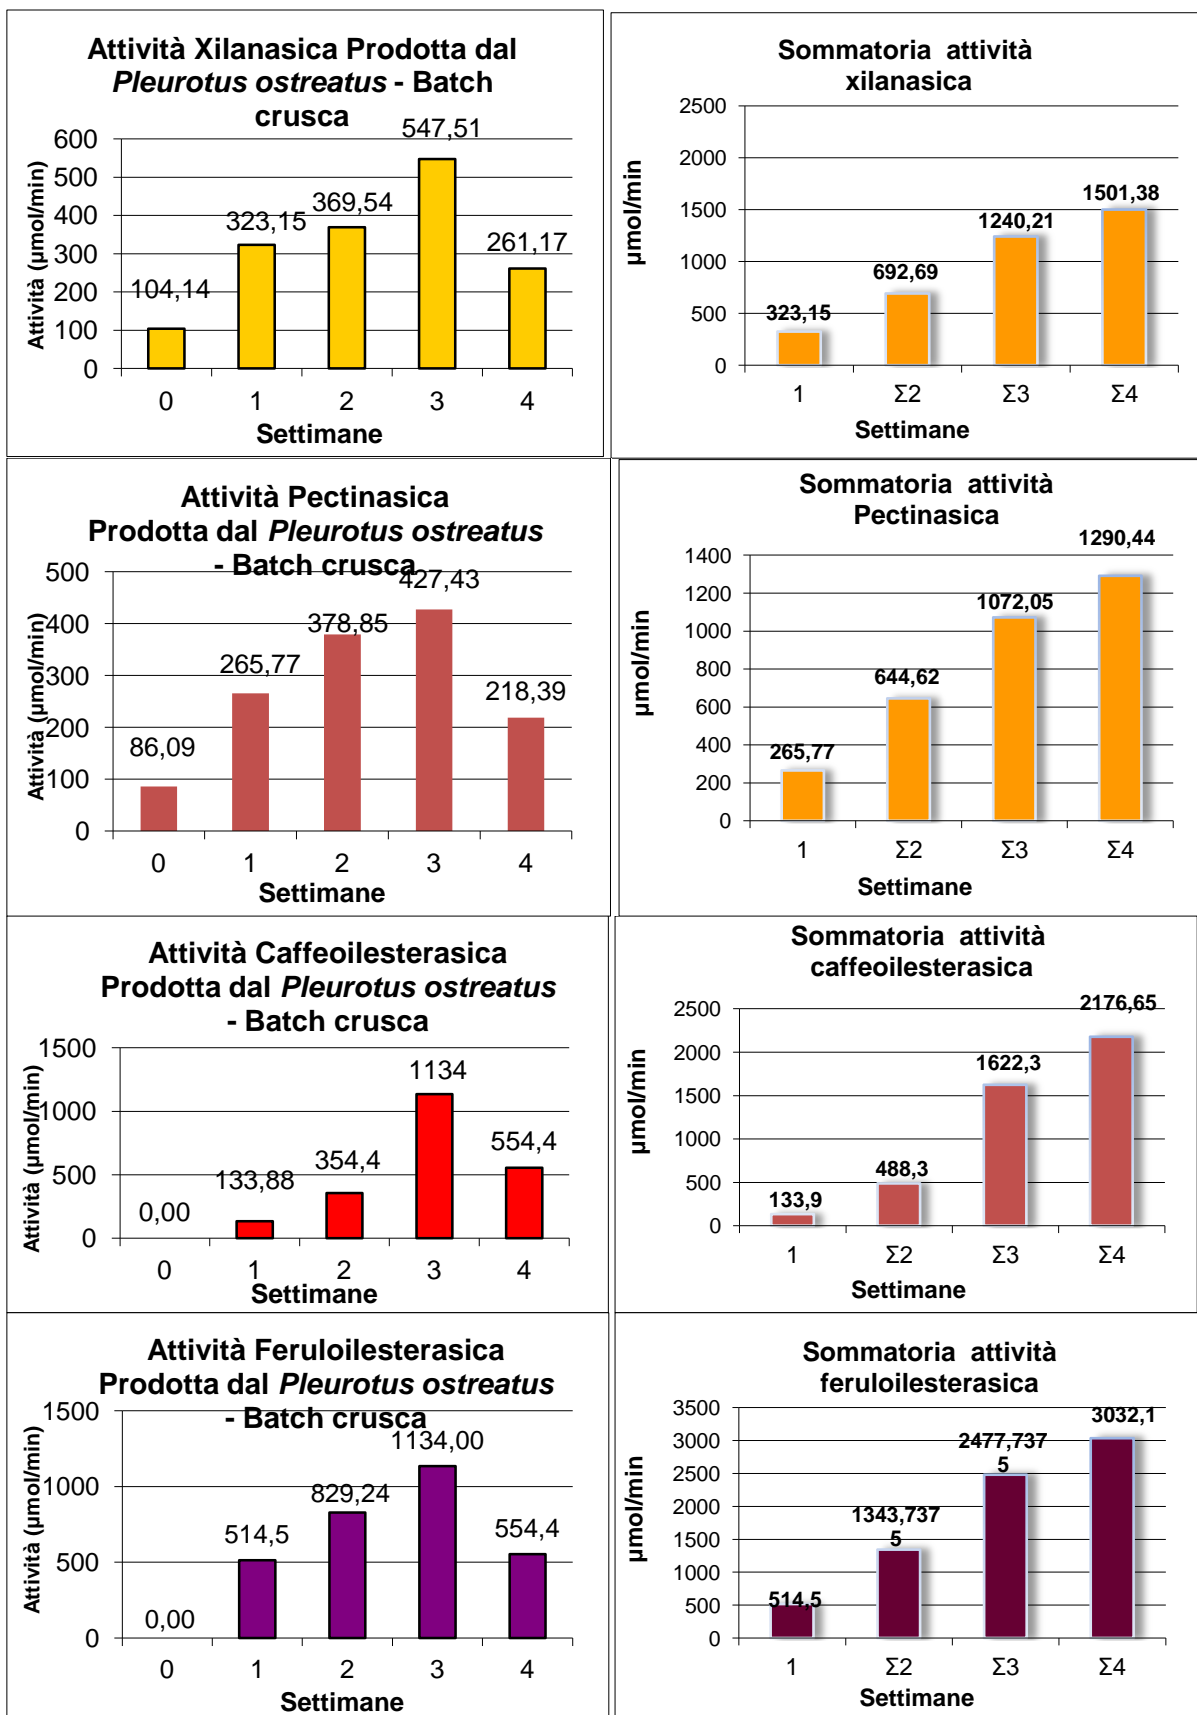 Attività Xilanasica Prodotta dal
Pleurotus ostreatus - Batch
crusca
547,51
600
500
400
300
200
100
0
Attività (µmol/min)
104,14
323,15
369,54
261,17
0 1 2 3 4
Settimane
Sommatoria attività
xilanasica
2500
2000
1500
1000
500
0
µmol/min
323,15
692,69
1240,21
1501,38
1 Σ2 Σ3 Σ4
Settimane
Attività Pectinasica
Prodotta dal Pleurotus ostreatus
- Batch crusca
427,43
500
400
300
200
100
0
Attività (µmol/min)
86,09
265,77
378,85
218,39
0 1 2 3 4
Settimane
Sommatoria attività
Pectinasica
1400
1200
1000
800
600
400
200
0
µmol/min
265,77
644,62
1072,05
1290,44
1 Σ2 Σ3 Σ4
Settimane
Attività Caffeoilesterasica
Prodotta dal Pleurotus ostreatus
- Batch crusca
1500
1000
500
0
Attività (µmol/min)
0,00
133,88
354,4
1134
554,4
0 1 2 3 4
Settimane
Sommatoria attività
caffeoilesterasica
2500
2000
1500
1000
500
0
µmol/min
133,9
488,3
1622,3
2176,65
1 Σ2 Σ3 Σ4
Settimane
Attività Feruloilesterasica
Prodotta dal Pleurotus ostreatus
- Batch crusca
1500
1000
500
0
Attività (µmol/min)
0,00
514,5
829,24
1134,00
554,4
0 1 2 3 4
Settimane
Sommatoria attività
feruloilesterasica
3500
3000
2500
2000
1500
1000
500
0
µmol/min
514,5
1343,737
5
2477,737
5
3032,1
1 Σ2 Σ3 Σ4
Settimane